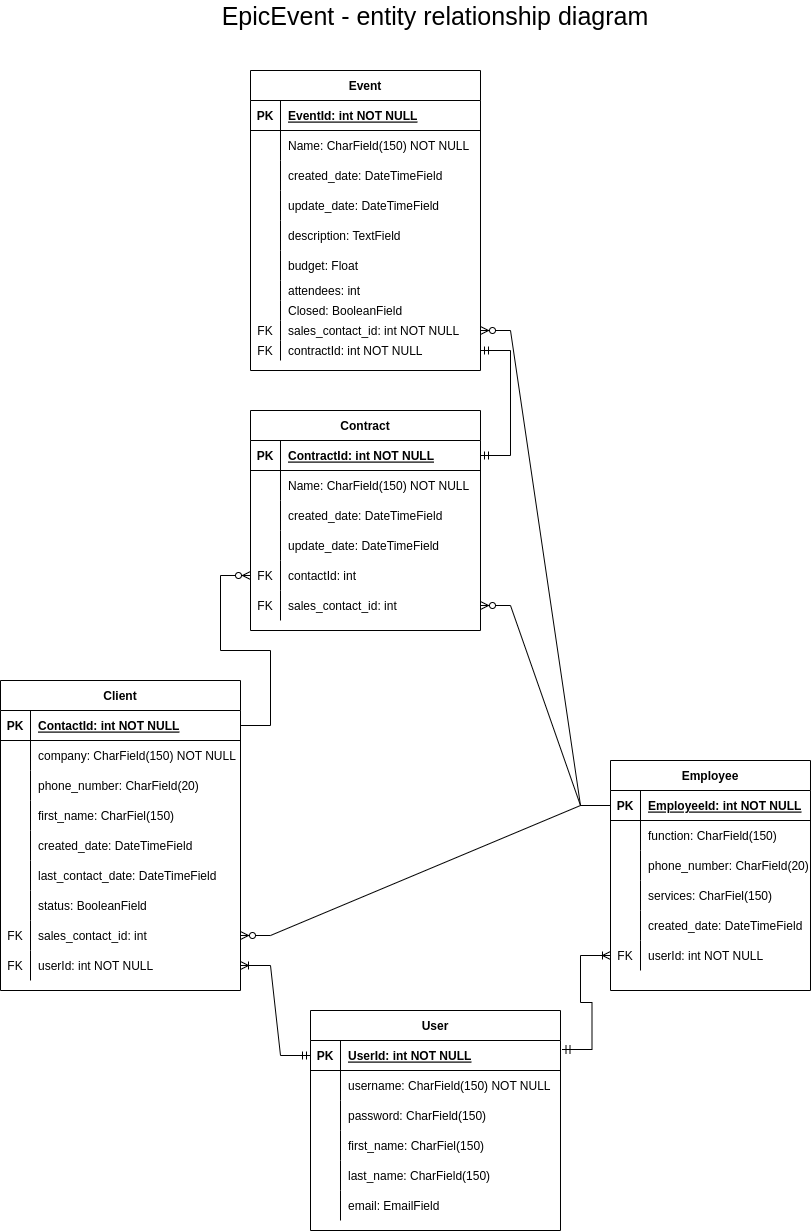 EpicEvent - entity relationship diagram
Event
PK EventId: int NOT NULL
Name: CharField(150) NOT NULL
created_date: DateTimeField
update_date: DateTimeField
description: TextField
budget: Float
attendees: int
Closed: BooleanField
FK sales_contact_id: int NOT NULL
FK contractId: int NOT NULL
Contract
PK ContractId: int NOT NULL
Name: CharField(150) NOT NULL
created_date: DateTimeField
update_date: DateTimeField
FK contactId: int
FK sales_contact_id: int
Client
PK ContactId: int NOT NULL
company: CharField(150) NOT NULL
phone_number: CharField(20)
first_name: CharFiel(150)
created_date: DateTimeField
last_contact_date: DateTimeField
status: BooleanField
FK sales_contact_id: int
FK userId: int NOT NULL
Employee
PK EmployeeId: int NOT NULL
function: CharField(150)
phone_number: CharField(20)
services: CharFiel(150)
created_date: DateTimeField
FK userId: int NOT NULL
User
PK UserId: int NOT NULL
username: CharField(150) NOT NULL
password: CharField(150)
first_name: CharFiel(150)
last_name: CharField(150)
email: EmailField